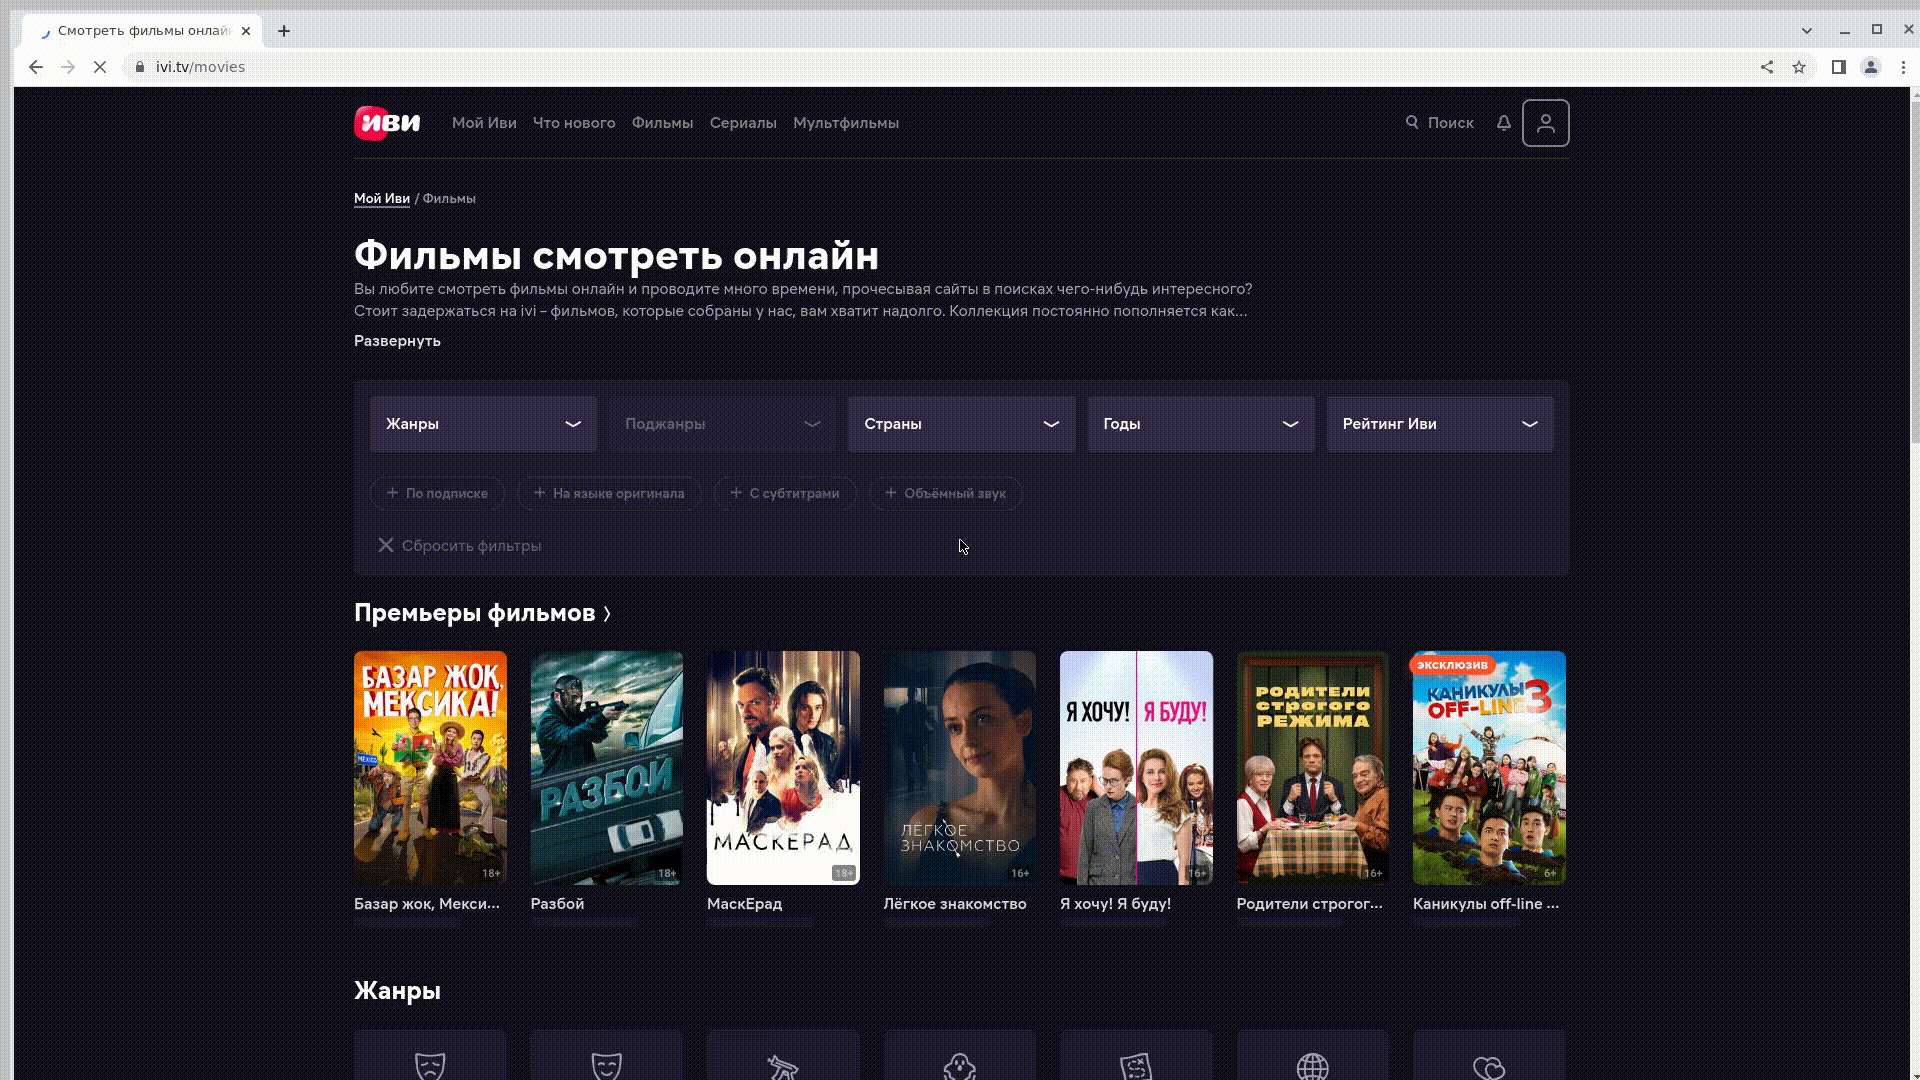 Смотреть фильмы онлай
ivi.tv/movies
иви
Мой Иви
Что нового
Фильмы
Сериалы
Мультфильмы
Поиск
Мой Иви / Фильмы
Фильмы смотреть онлайн
Вы любите смотреть фильмы онлайн и проводите много времени, прочесывая сайты в поисках чего-нибудь интересного?
Стоит задержаться на ivi – фильмов, которые собраны у нас, вам хватит надолго. Коллекция постоянно пополняется как...
Развернуть
Жанры
Поджанры
Страны
Годы
Рейтинг Иви
По подписке
На языке оригинала
С субтитрами
Объёмный звук
Сбросить фильтры
Премьеры фильмов
БАЗАР ЖОК,
МЕКСИКА!
MEXICO
18+
РАЗБОЙ
18+
МАСКЕРАД
18+
ЛЁГКОЕ
ЗНАКОМСТВО
16+
Я ХОЧУ! Я БУДУ!
16+
РОДИТЕЛИ
строгого
РЕЖИМА
16+
ЭКСКЛЮЗИВ
КАНИКУЛЫ
OFF-LINE 3
6+
Базар жок, Мекси...
Разбой
МаскЕрад
Лёгкое знакомство
Я хочу! Я буду!
Родители строгог...
Каникулы off-line ...
Жанры